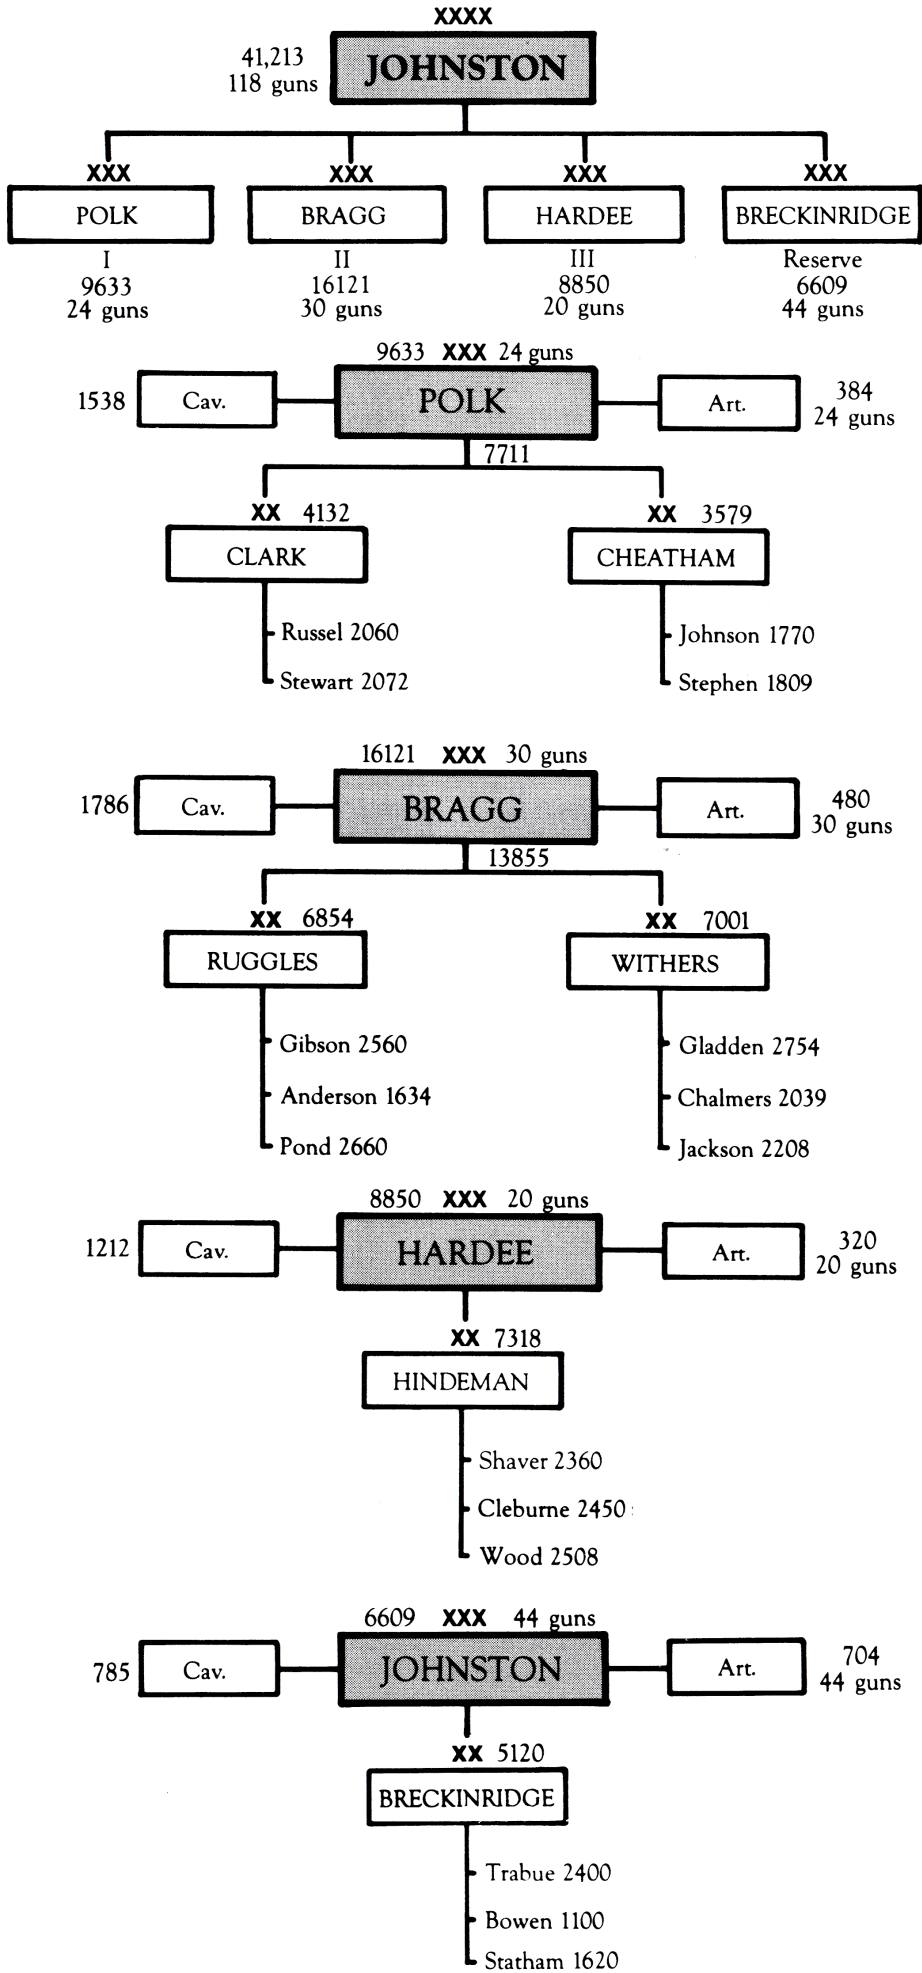 XXXX
41,213
118 guns
JOHNSTON
XXX XXX XXX XXX
POLK BRAGG HARDEE BRECKINRIDGE
I II III Reserve
9633 16121 8850 6609
24 guns 30 guns 20 guns 44 guns
9633 XXX 24 guns
1538 Cav. POLK Art. 384
24 guns
7711
XX 4132 XX 3579
CLARK CHEATHAM
Russel 2060 Johnson 1770
Stewart 2072 Stephen 1809
16121 XXX 30 guns
1786 Cav. BRAGG Art. 480
30 guns
13855
XX 6854 XX 7001
RUGGLES WITHERS
Gibson 2560 Gladden 2754
Anderson 1634 Chalmers 2039
Pond 2660 Jackson 2208
8850 XXX 20 guns
1212 Cav. HARDEE Art. 320
20 guns
XX 7318
HINDEMAN
Shaver 2360
Cleburne 2450
Wood 2508
6609 XXX 44 guns
785 Cav. JOHNSTON Art. 704
44 guns
XX 5120
BRECKINRIDGE
Trabue 2400
Bowen 1100
Statham 1620